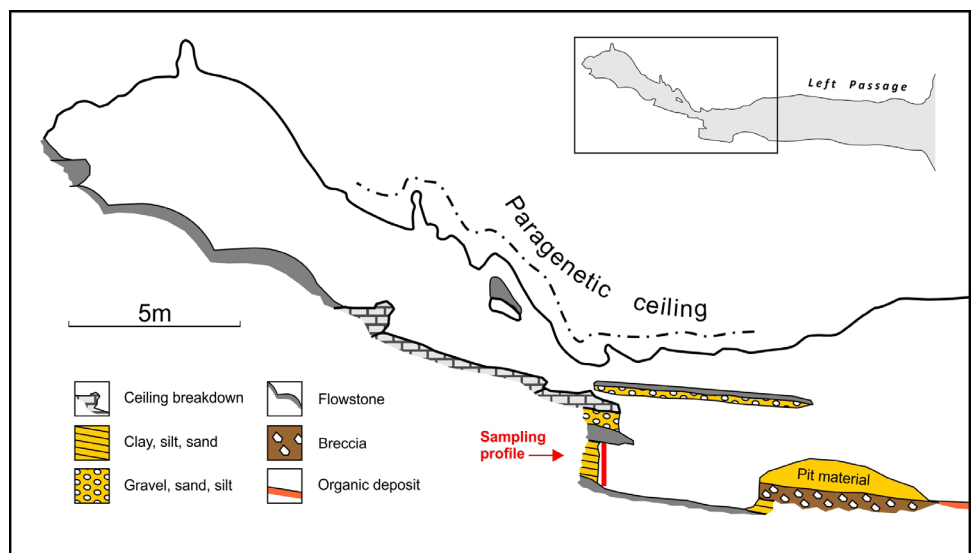 Left Passage
Paragenetic ceiling
5m
Ceiling breakdown
Flowstone
Clay, silt, sand
Breccia
Gravel, sand, silt
Organic deposit
Sampling
profile
Pit material